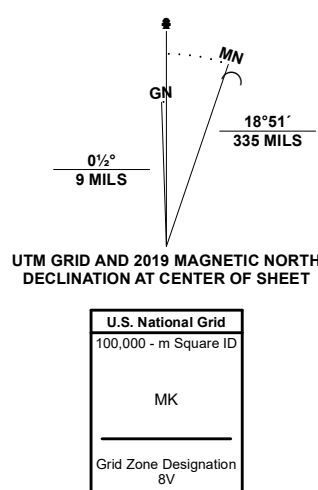 MN
GN
18°51´
335 MILS
0½°
9 MILS
UTM GRID AND 2019 MAGNETIC NORTH
DECLINATION AT CENTER OF SHEET
U.S. National Grid
100,000 - m Square ID
MK
Grid Zone Designation
8V